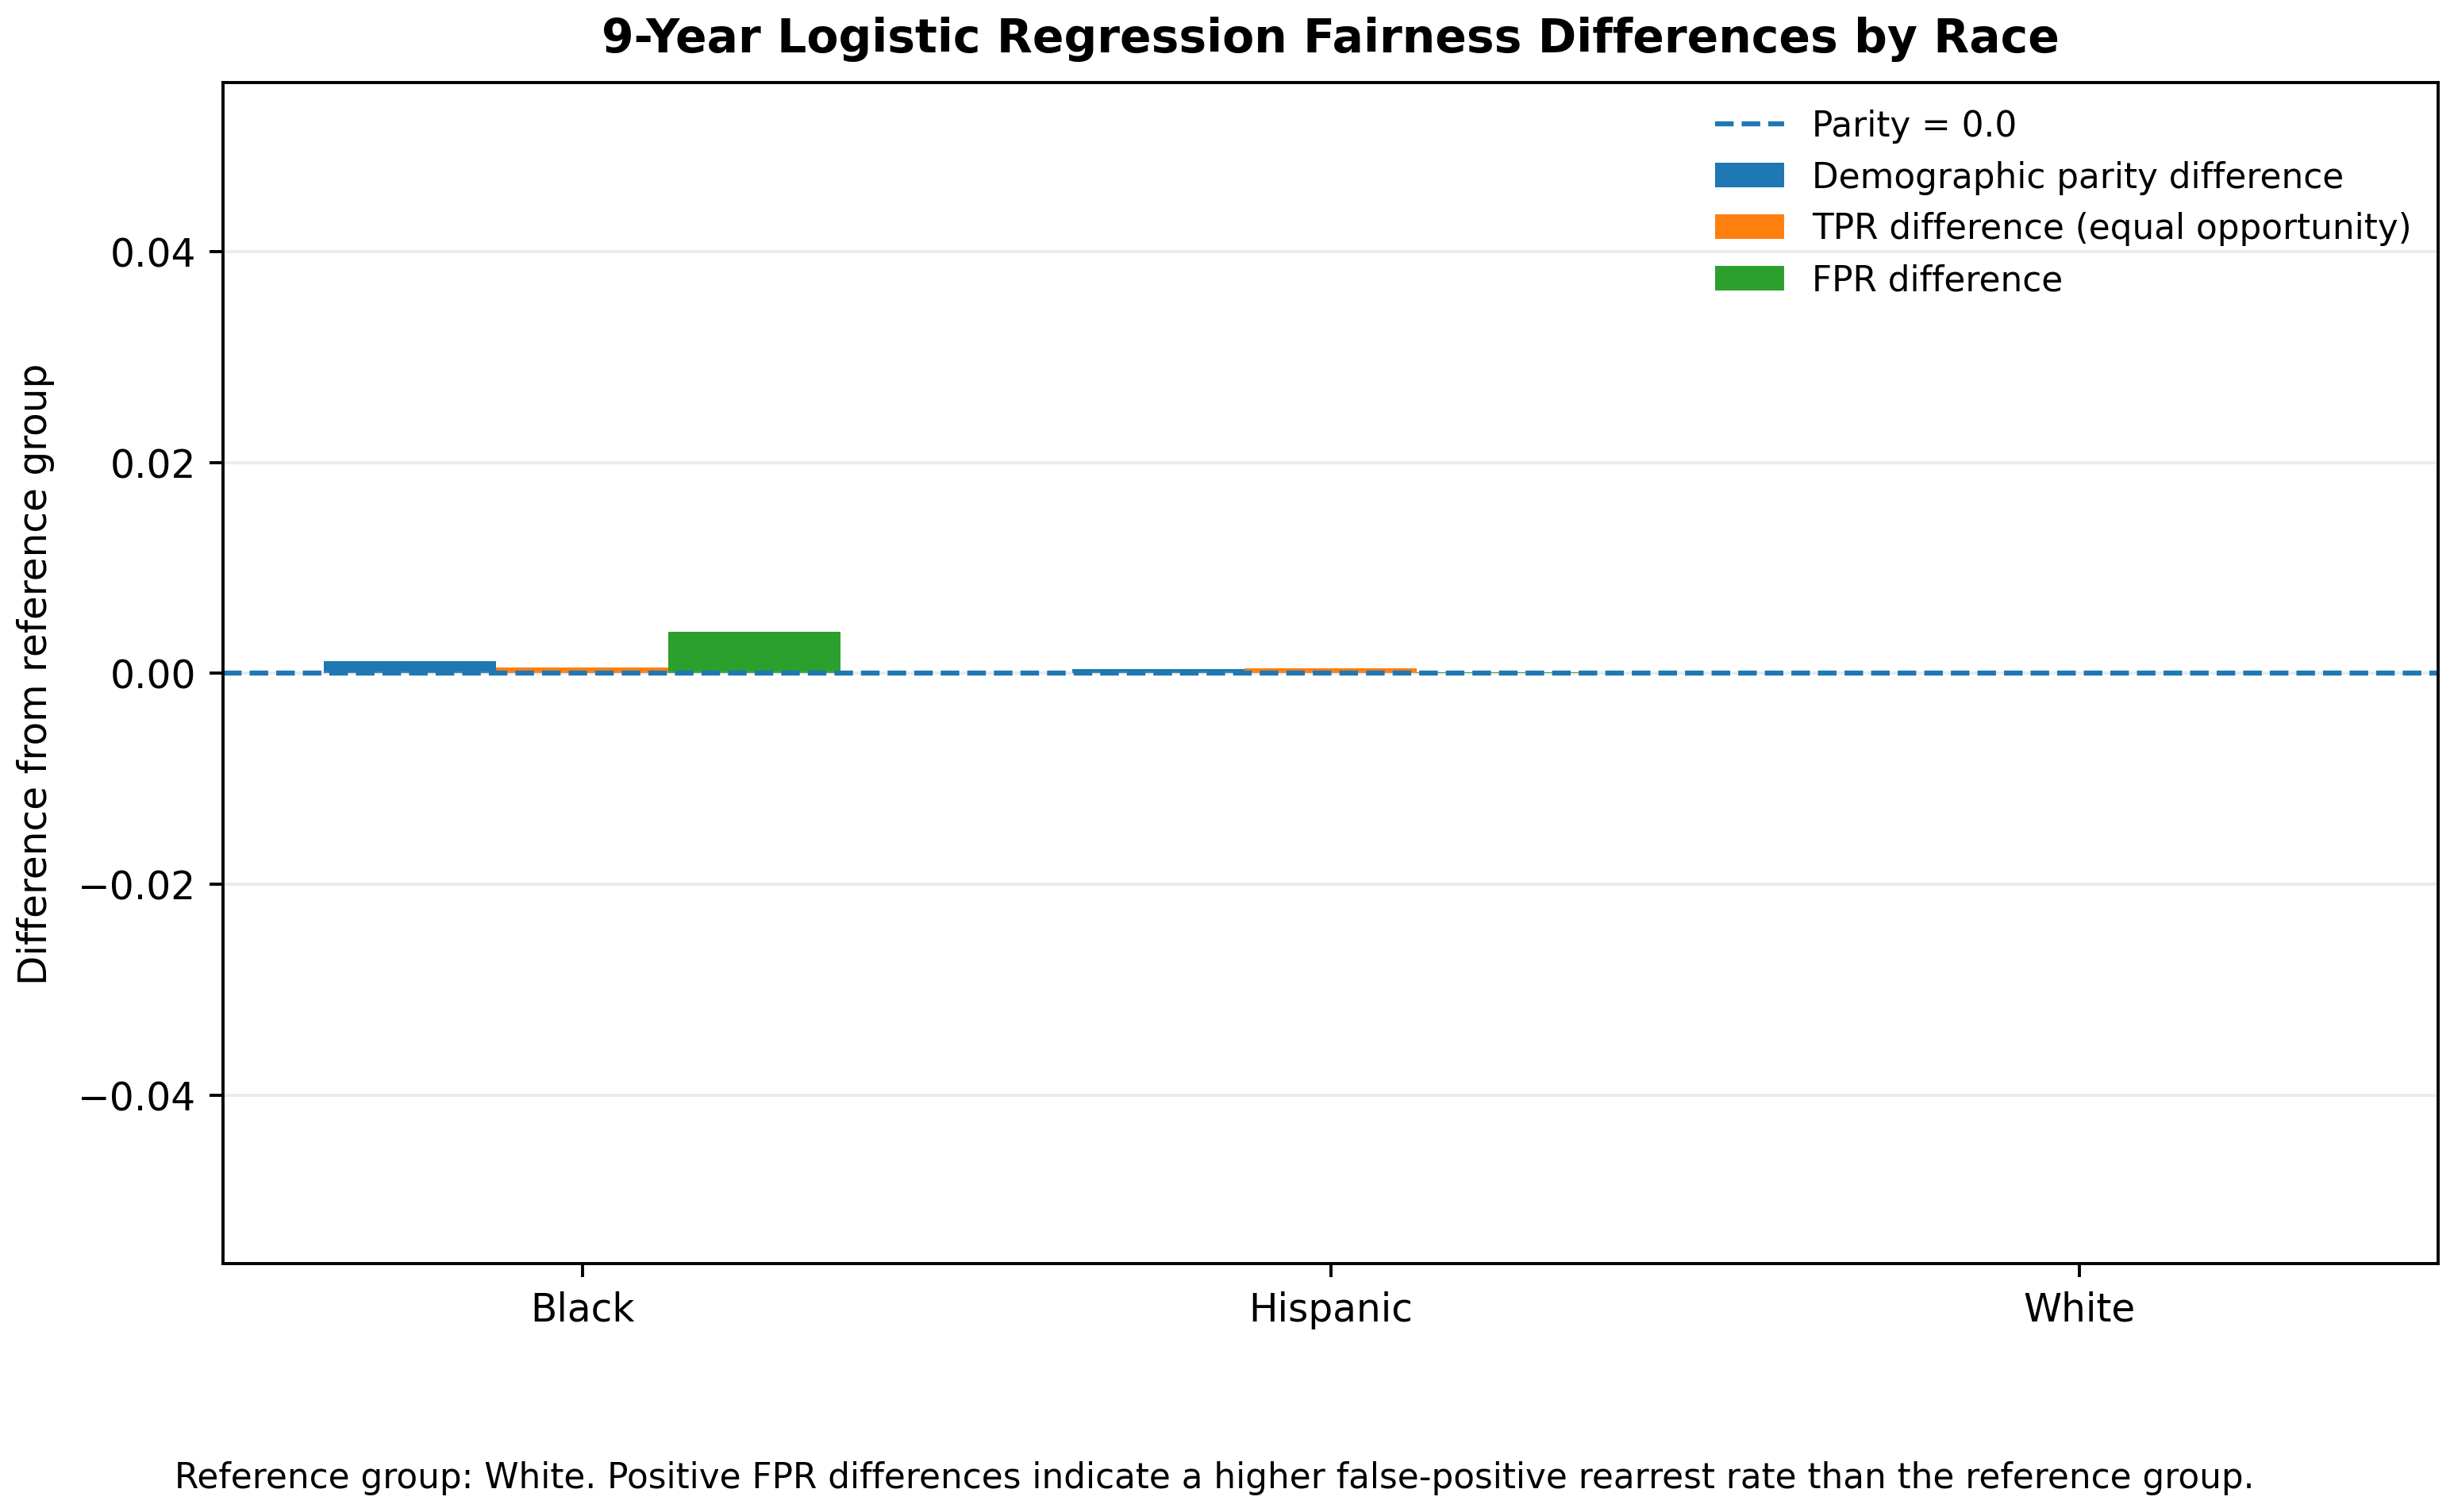 9-Year Logistic Regression Fairness Differences by Race
Parity = 0.0
Demographic parity difference
TPR difference (equal opportunity)
FPR difference
Difference from reference group
0.04
0.02
0.00
−0.02
−0.04
Black
Hispanic
White
Reference group: White. Positive FPR differences indicate a higher false-positive rearrest rate than the reference group.